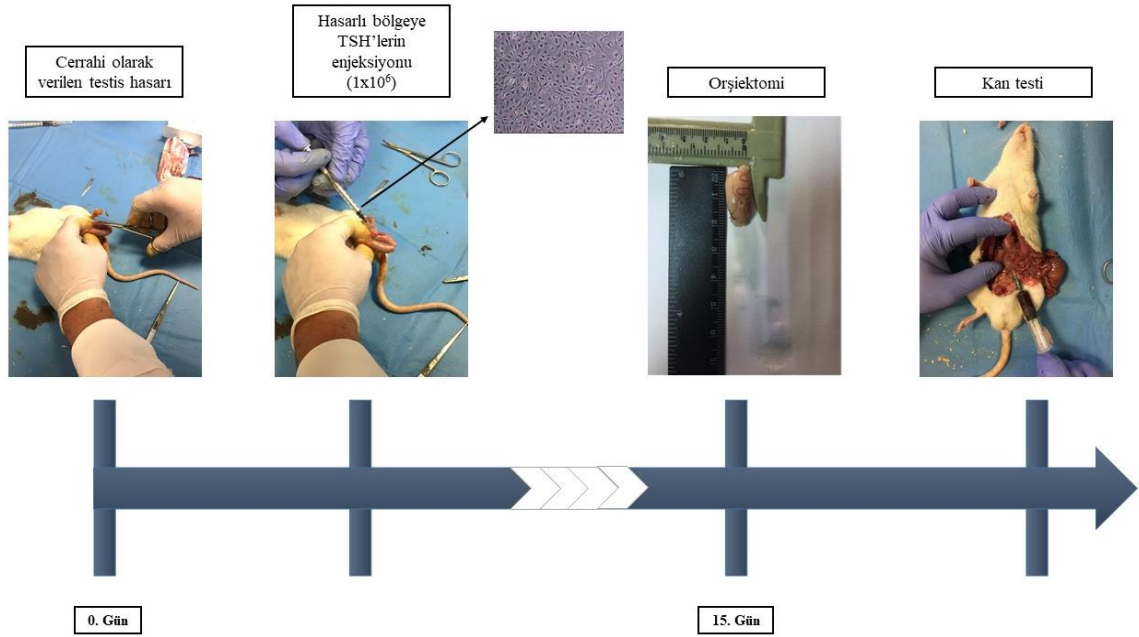 Cerrahi olarak
verilen testis hasarı
Hasarlı bölgeye
TSH’lerin
enjeksiyonu
(1x10⁶)
Orşiektomi
Kan testi
0. Gün
15. Gün